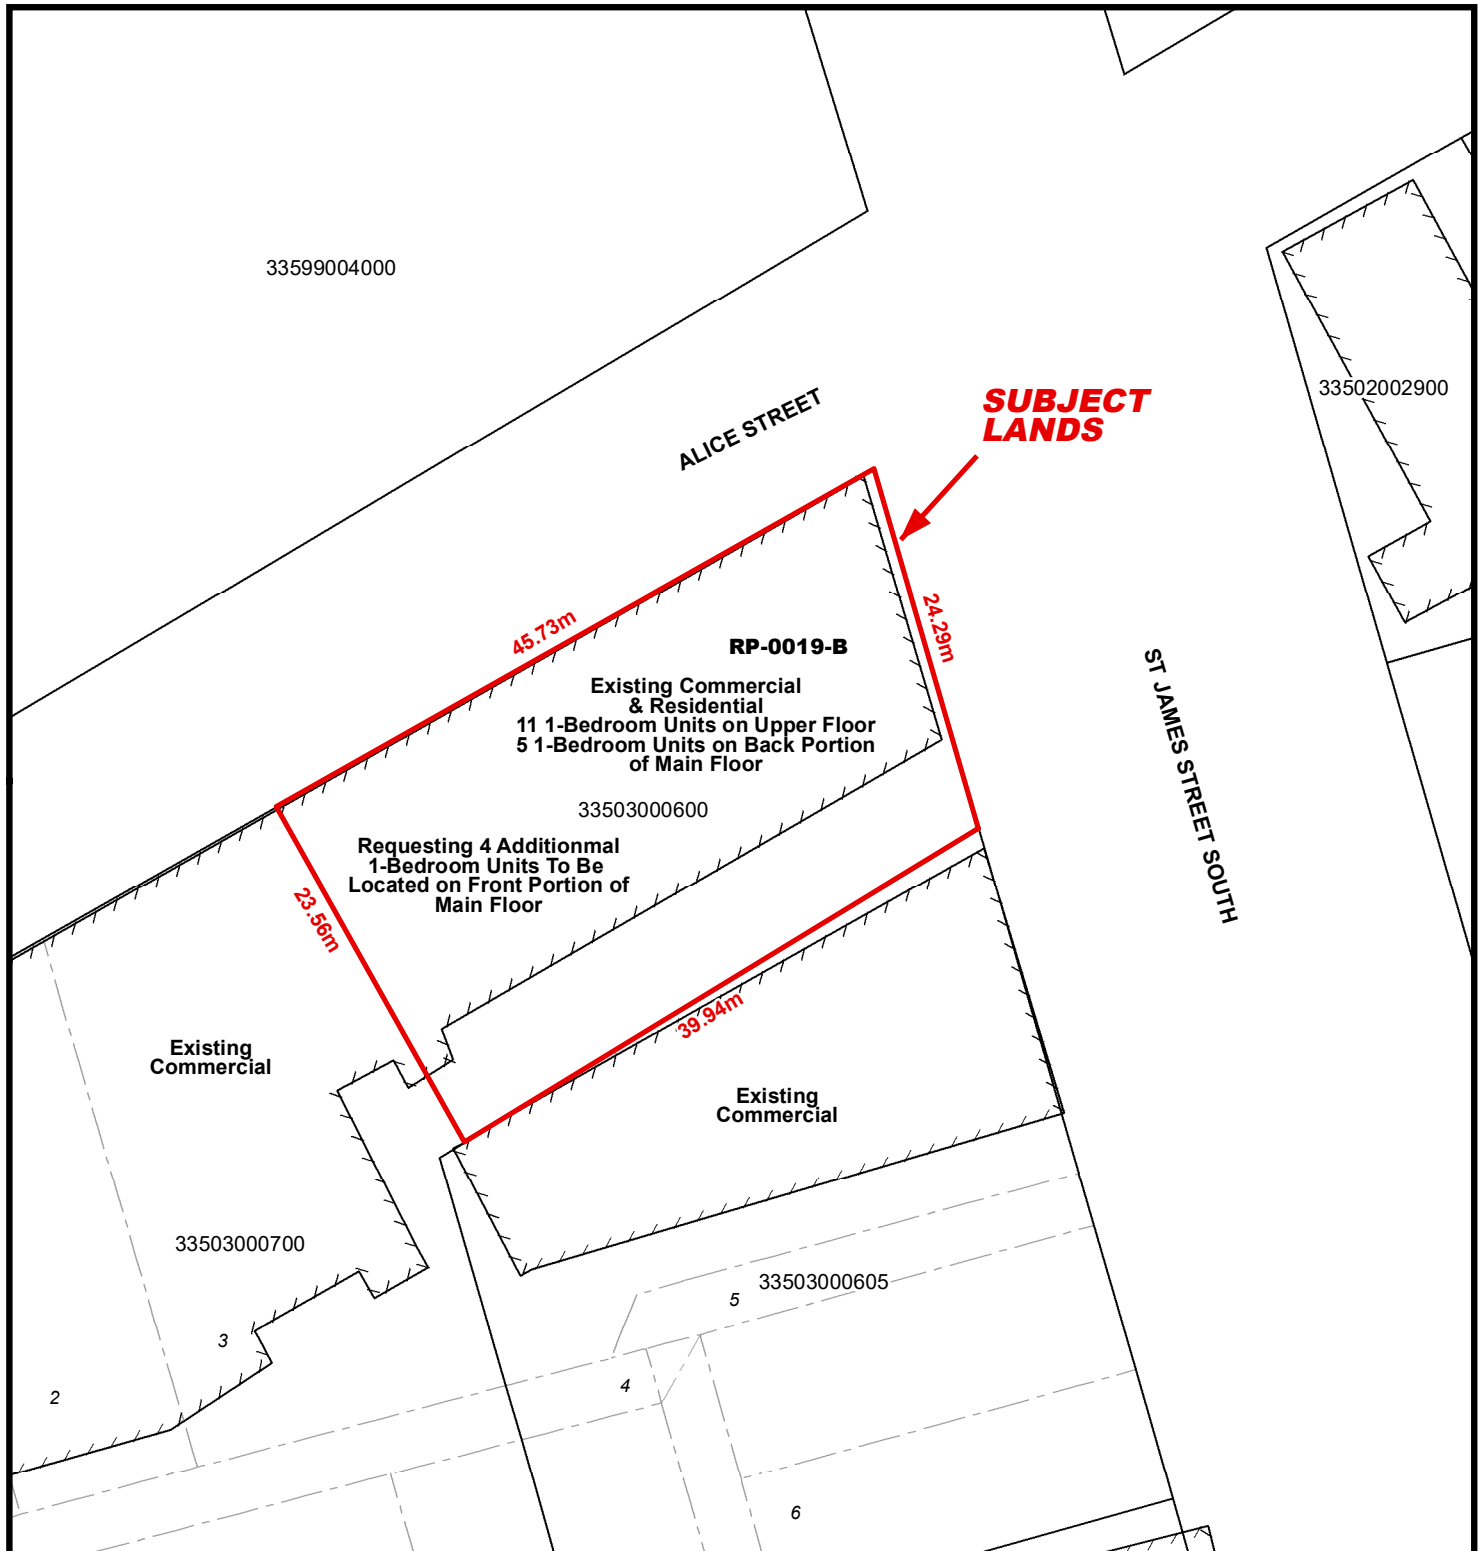 33599004000
33502002900
SUBJECT
LANDS
ALICE STREET
45.73m
24.29m
RP-0019-B
Existing Commercial
& Residential
11 1-Bedroom Units on Upper Floor
5 1-Bedroom Units on Back Portion
of Main Floor
33503000600
ST JAMES STREET SOUTH
Requesting 4 Additionmal
1-Bedroom Units To Be
Located on Front Portion of
Main Floor
23.56m
39.94m
Existing
Commercial
Existing
Commercial
33503000700
33503000605
5
3
4
2
6